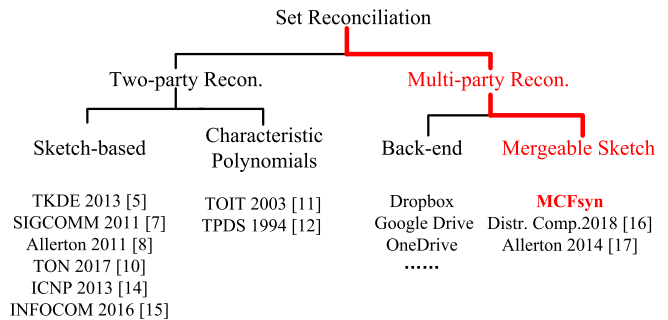 Set Reconciliation
Two-party Recon.
Multi-party Recon.
Sketch-based
Characteristic
Polynomials
Back-end
Mergeable Sketch
TKDE 2013 [5]
SIGCOMM 2011 [7]
Allerton 2011 [8]
TON 2017 [10]
ICNP 2013 [14]
INFOCOM 2016 [15]
TOIT 2003 [11]
TPDS 1994 [12]
Dropbox
Google Drive
OneDrive
······
MCFsyn
Distr. Comp.2018 [16]
Allerton 2014 [17]